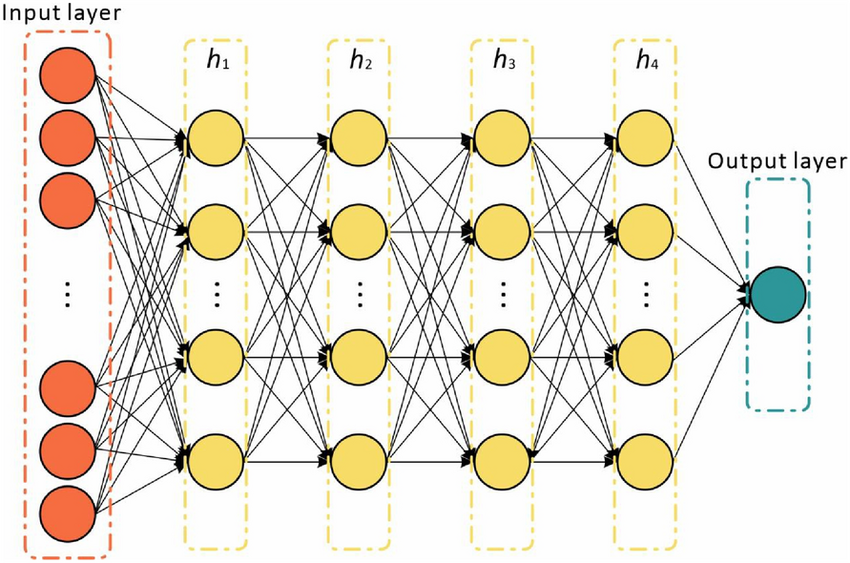 Input layer
h₁
h₂
h₃
h₄
Output layer